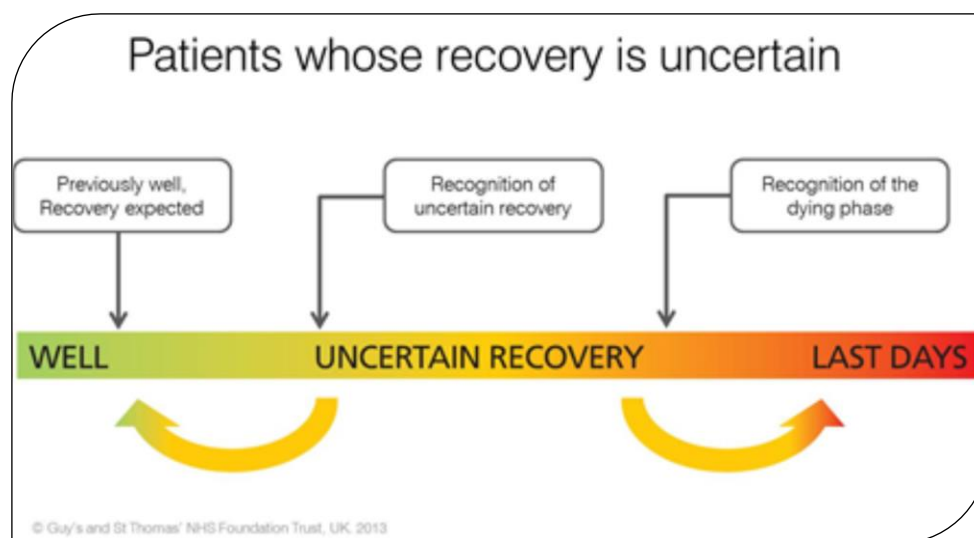 Patients whose recovery is uncertain
Previously well,
Recovery expected
Recognition of
uncertain recovery
Recognition of the
dying phase
WELL
UNCERTAIN RECOVERY
LAST DAYS
© Guy's and St Thomas' NHS Foundation Trust, UK. 2013